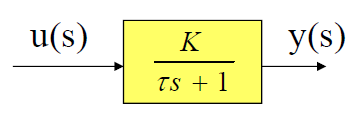 u(s)
K
τs + 1
y(s)